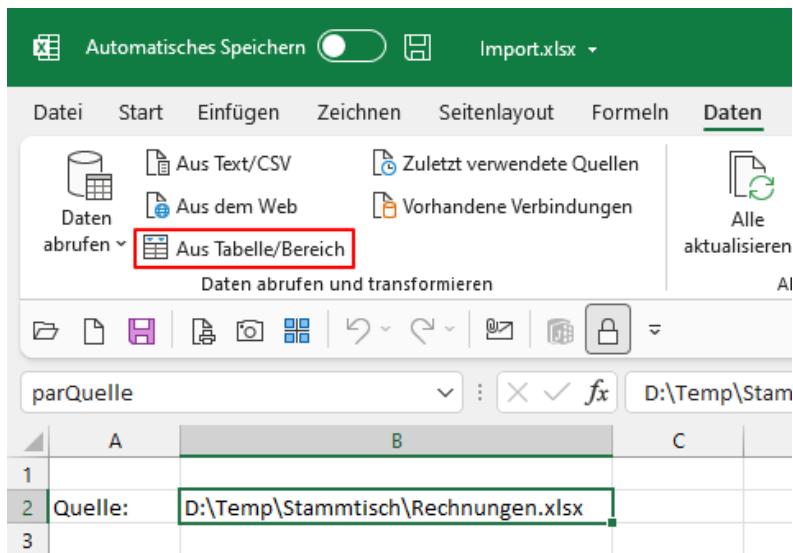 Automatisches Speichern Import.xlsx
Datei Start Einfügen Zeichnen Seitenlayout Formeln Daten
Aus Text/CSV Zuletzt verwendete Quellen
Daten abrufen Aus dem Web Vorhandene Verbindungen Alle aktualisieren
Aus Tabelle/Bereich
Daten abrufen und transformieren Al
parQuelle fx D:\Temp\Stam
A B C
1
2 Quelle: D:\Temp\Stammtisch\Rechnungen.xlsx
3